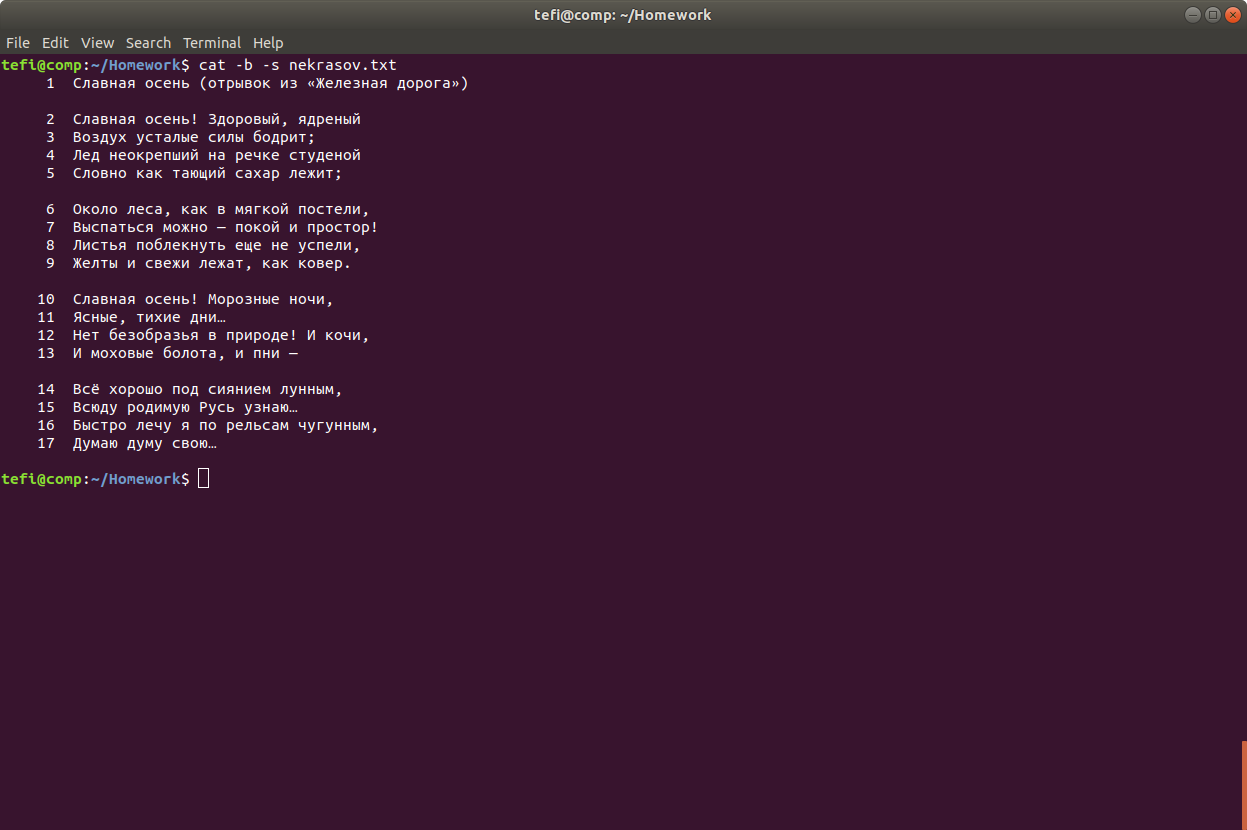 tefi@comp: ~/Homework
File Edit View Search Terminal Help
tefi@comp:~/Homework$ cat -b -s nekrasov.txt
1 Славная осень (отрывок из «Железная дорога»)
2 Славная осень! Здоровый, ядреный
3 Воздух усталые силы бодрит;
4 Лед неокрепший на речке студеной
5 Словно как тающий сахар лежит;
6 Около леса, как в мягкой постели,
7 Выспаться можно — покой и простор!
8 Листья поблекнуть еще не успели,
9 Желты и свежи лежат, как ковер.
10 Славная осень! Морозные ночи,
11 Ясные, тихие дни…
12 Нет безобразья в природе! И кочи,
13 И моховые болота, и пни —
14 Всё хорошо под сиянием лунным,
15 Всюду родимую Русь узнаю…
16 Быстро лечу я по рельсам чугунным,
17 Думаю думу свою…
tefi@comp:~/Homework$